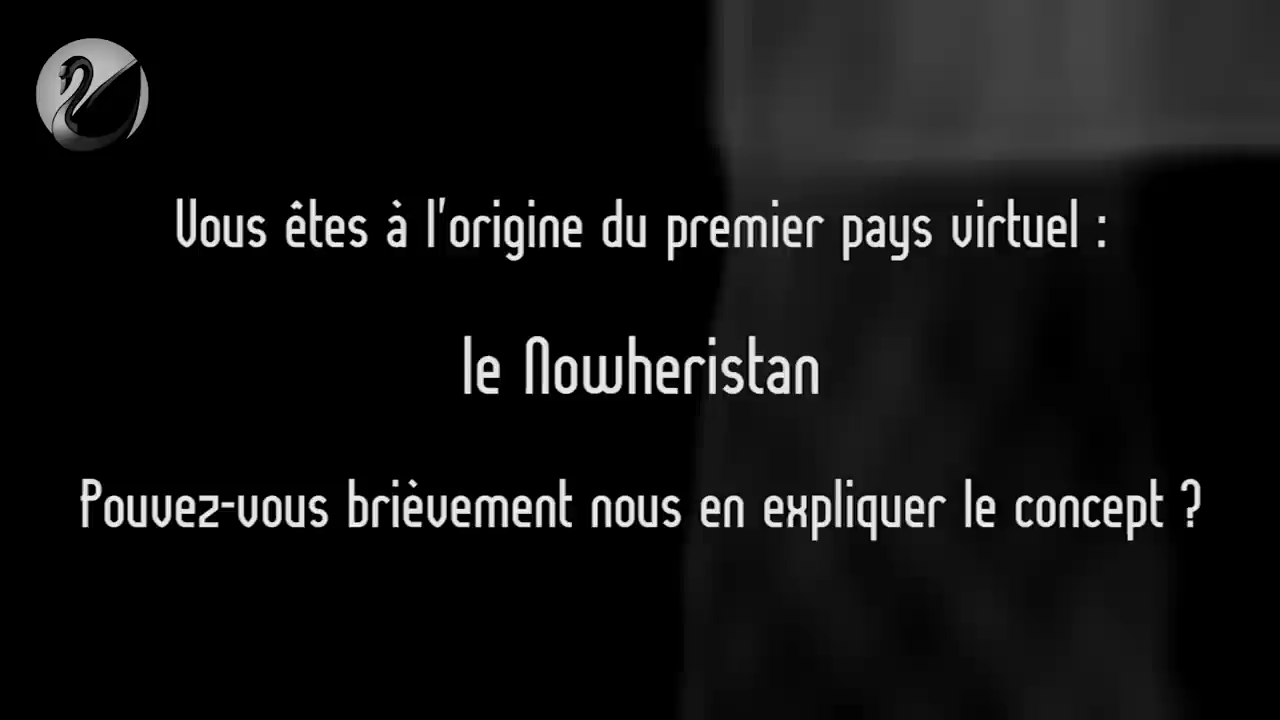 Vous êtes à l'origine du premier pays virtuel :
le Nowheristan
Pouvez-vous brièvement nous en expliquer le concept ?